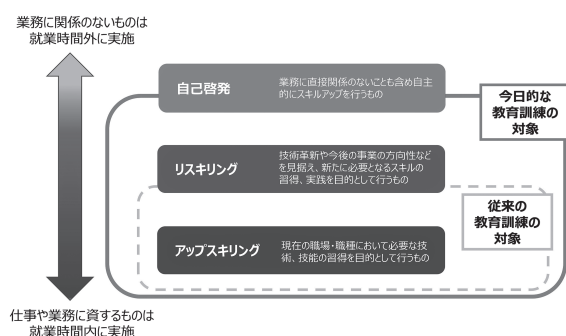 業務に関係のないものは
就業時間外に実施
自己啓発
業務に直接関係のないことも含め自主
的にスキルアップを行うもの
今日的な
教育訓練の
対象
リスキリング
技術革新や今後の事業の方向性など
を見据え、新たに必要となるスキルの
習得、実践を目的として行うもの
従来の
教育訓練の
対象
アップスキリング
現在の職場・職種において必要な技
術、技能の習得を目的として行うもの
仕事や業務に資するものは
就業時間内に実施